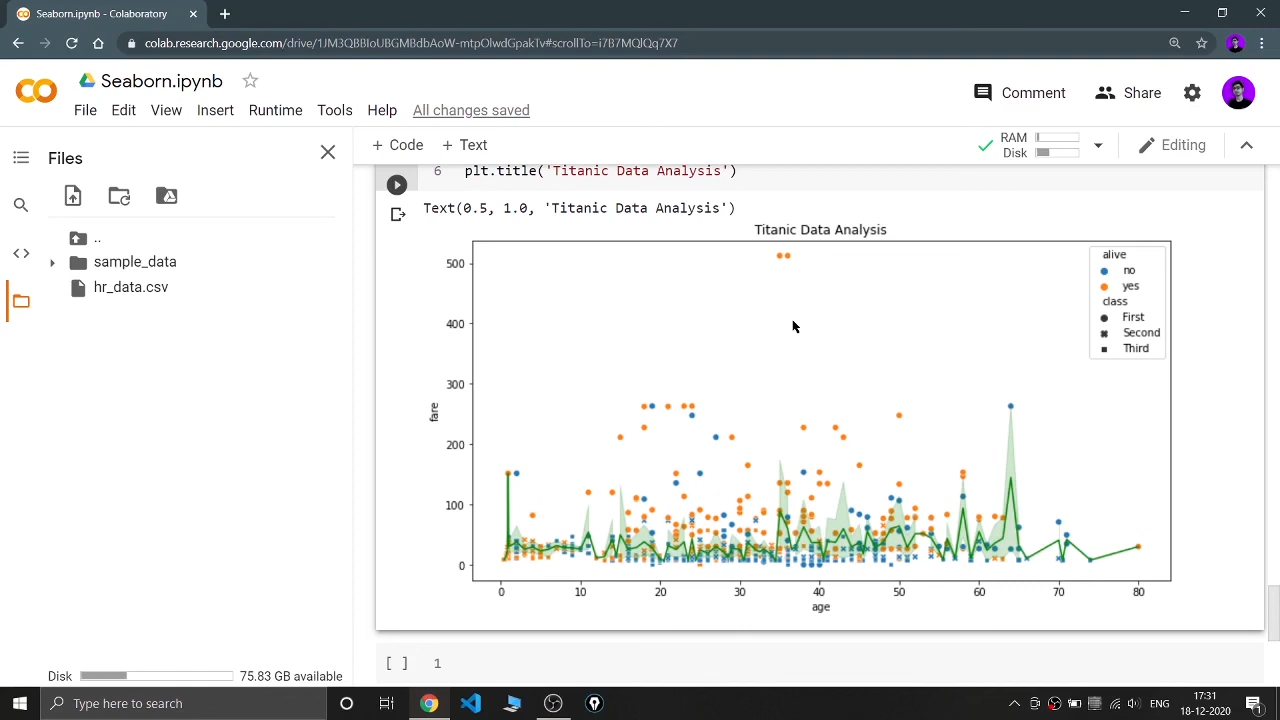 Seaborn.ipynb - Colaboratory
colab.research.google.com/drive/1JM3QBBIoUBGMBdbAoW-mtpOlwdGpakTv#scrollTo=i7B7MQlQq7X7
Seaborn.ipynb
File Edit View Insert Runtime Tools Help All changes saved
Comment Share
Files
+ Code + Text
RAM
Disk
Editing
..
sample_data
hr_data.csv
6 plt.title('Titanic Data Analysis')
Text(0.5, 1.0, 'Titanic Data Analysis')
Titanic Data Analysis
500
400
300
200
100
0
fare
alive
no
yes
class
First
Second
Third
0 10 20 30 40 50 60 70 80
age
[ ] 1
Disk 75.83 GB available
Type here to search
ENG
17:31
18-12-2020
1